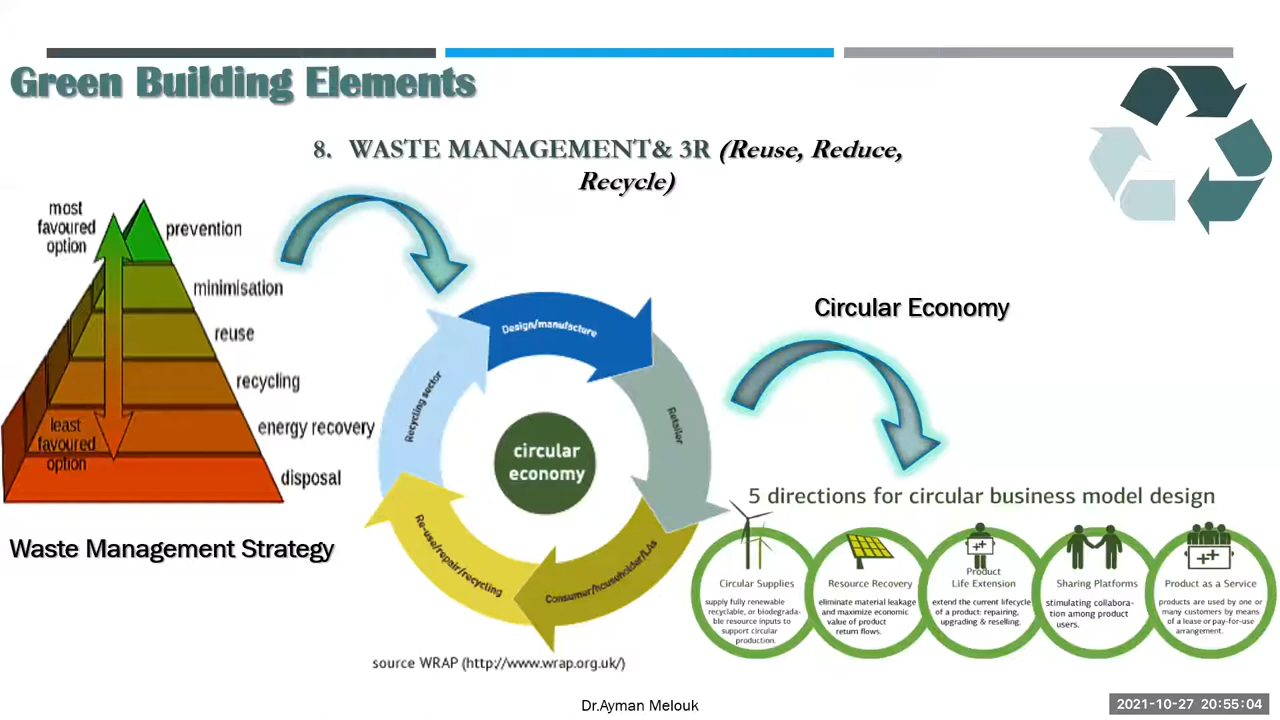 Green Building Elements
8. WASTE MANAGEMENT& 3R (Reuse, Reduce,
Recycle)
most
favoured
option
prevention
minimisation
reuse
recycling
energy recovery
disposal
least
favoured
option
Waste Management Strategy
Design/manufacture
Retailer
Consumer/householder/LAs
Re-use/repair/recycling
Recycling sector
circular
economy
source WRAP (http://www.wrap.org.uk/)
Circular Economy
5 directions for circular business model design
Circular Supplies
supply fully renewable
recyclable, or biodegrada-
ble resource inputs to
support circular
production.
Resource Recovery
eliminate material leakage
and maximize economic
value of product
return flows.
Product
Life Extension
extend the current lifecycle
of a product: repairing,
upgrading & reselling.
Sharing Platforms
stimulating collabora-
tion among product
users.
Product as a Service
products are used by one or
many customers by means
of a lease or pay-for-use
arrangement.
Dr.Ayman Melouk
2021-10-27 20:55:04